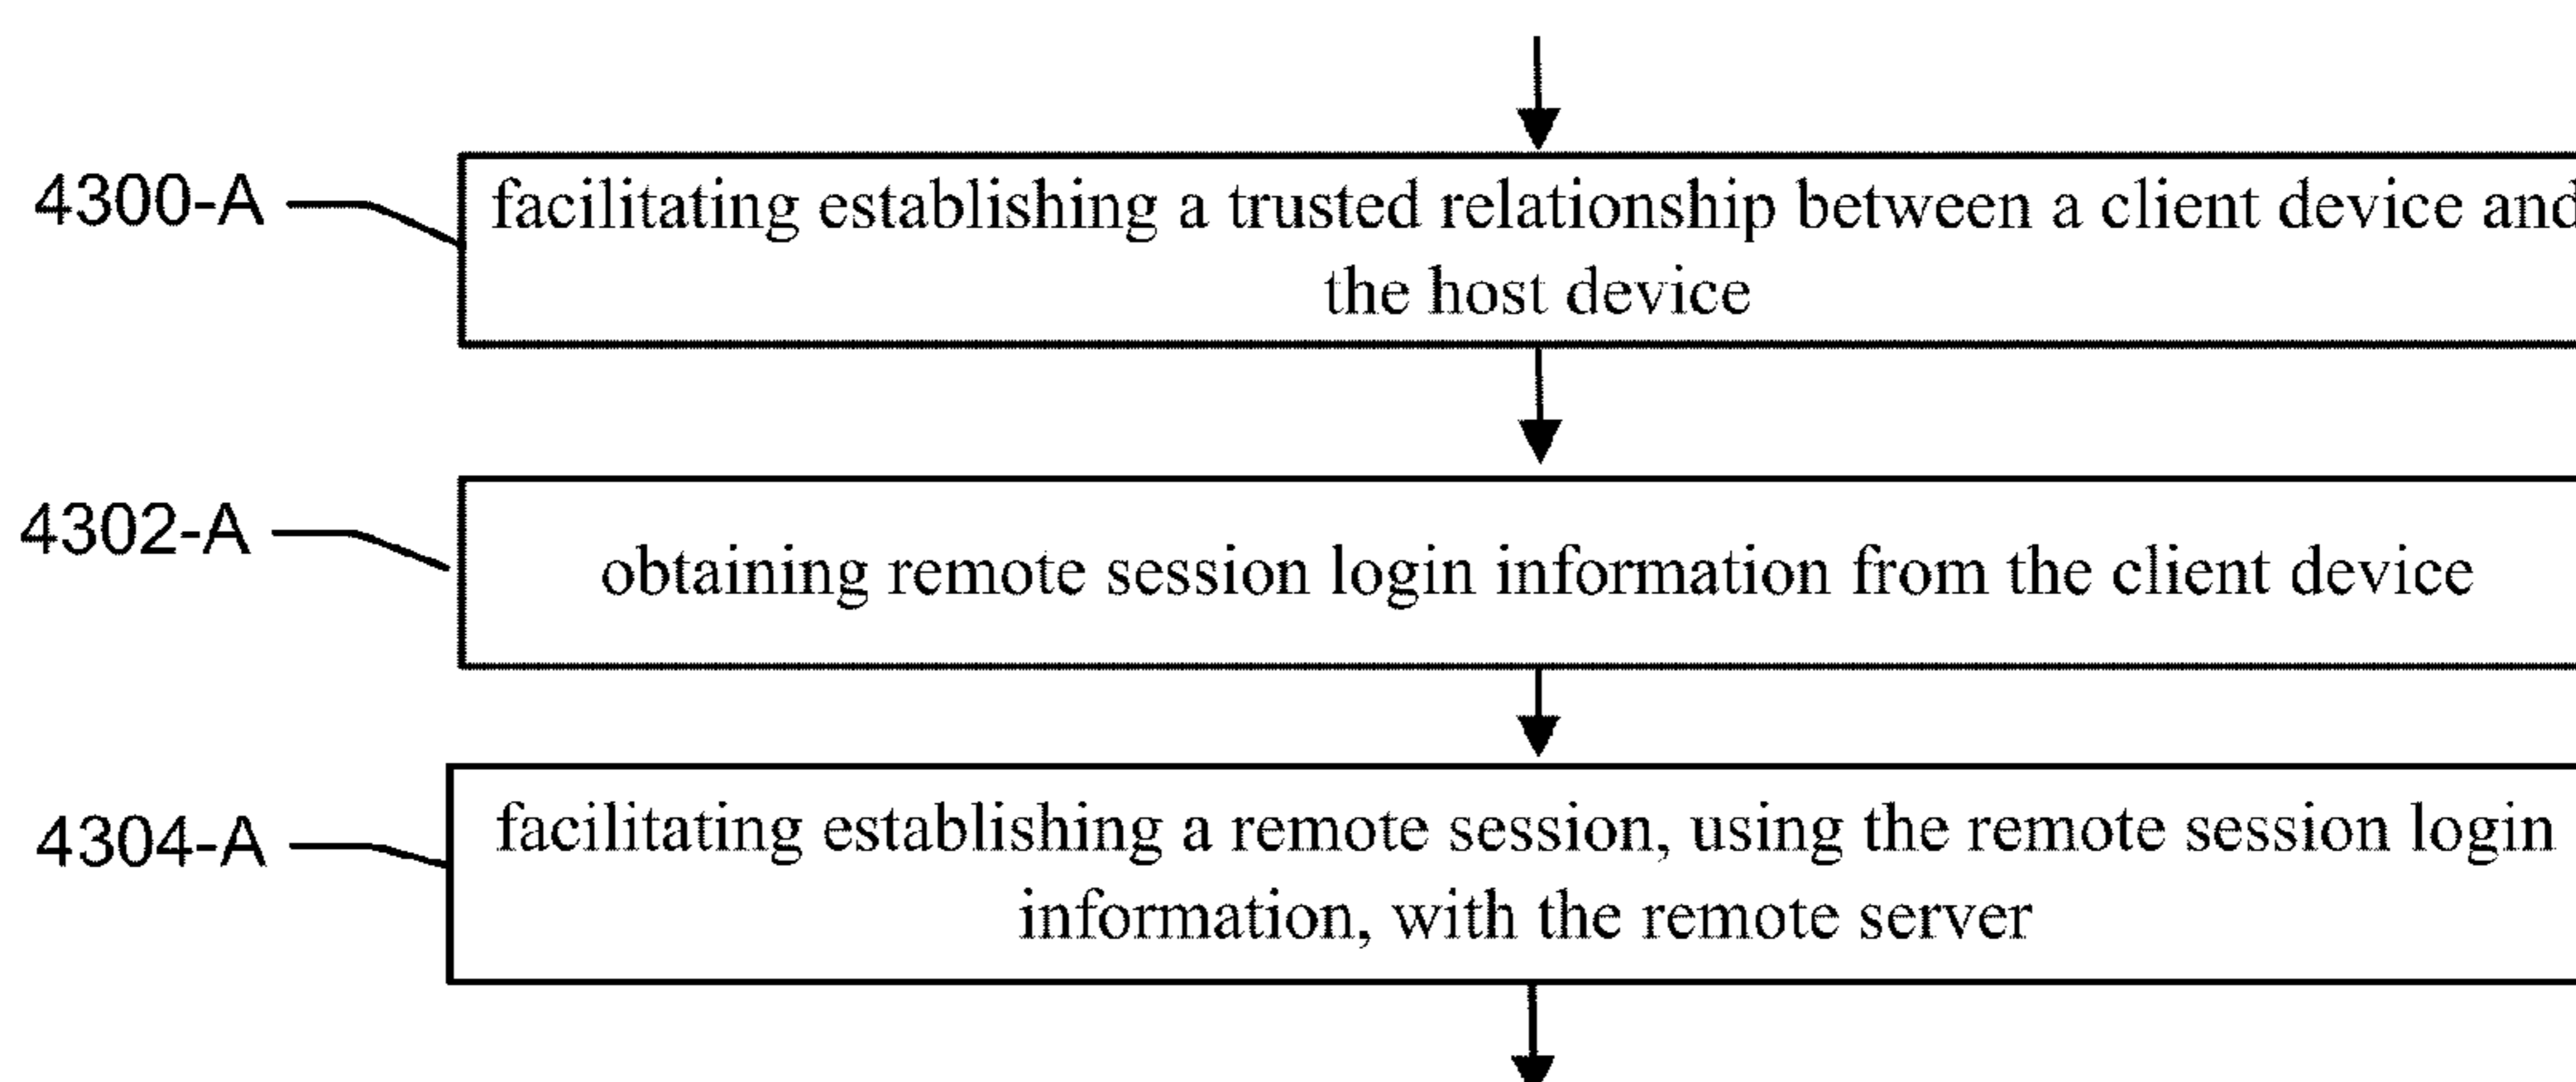 4300-A
facilitating establishing a trusted relationship between a client device and
the host device
4302-A
obtaining remote session login information from the client device
4304-A
facilitating establishing a remote session, using the remote session login
information, with the remote server